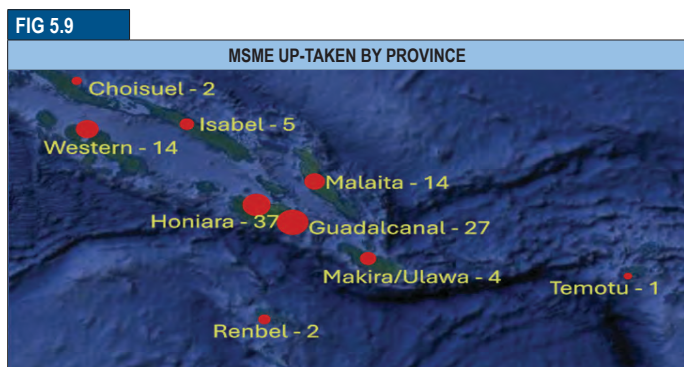 FIG 5.9
MSME UP-TAKEN BY PROVINCE
Choisuel - 2
Isabel - 5
Western - 14
Malaita - 14
Honiara - 37
Guadalcanal - 27
Makira/Ulawa - 4
Temotu - 1
Renbel - 2